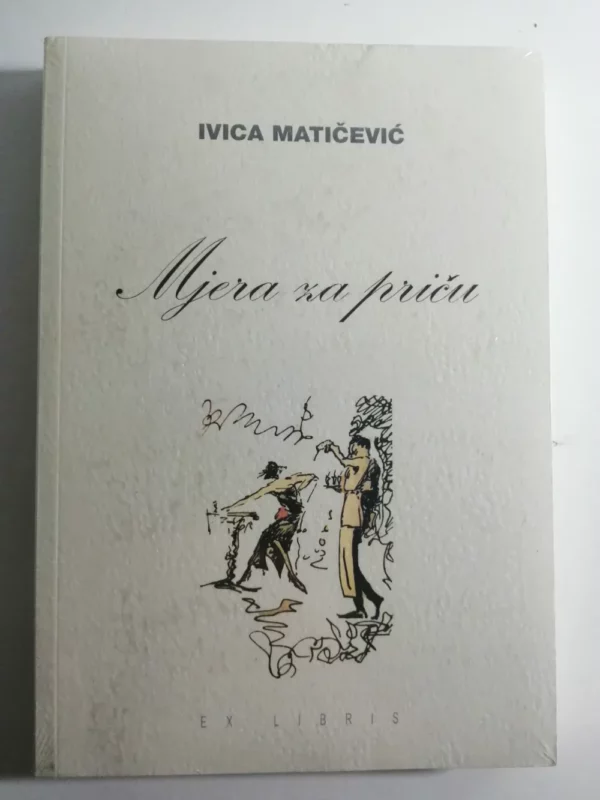 IVICA MATIČEVIĆ
Mjera za priču
EX LIBRIS